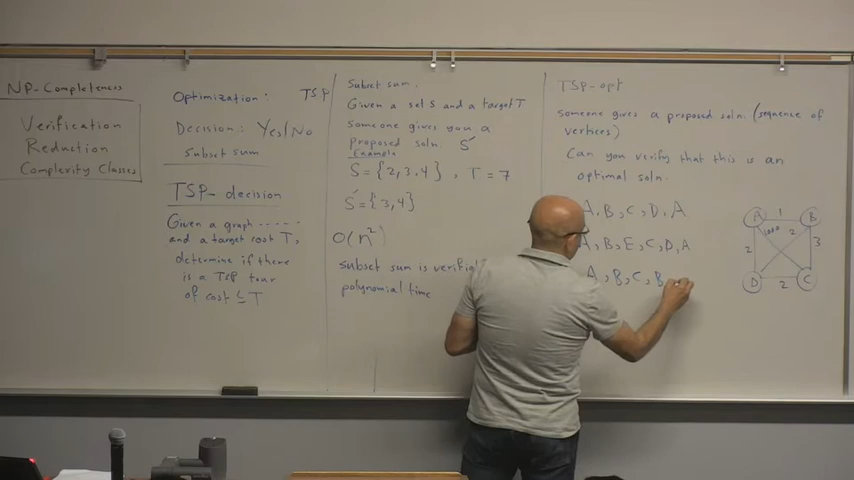 NP-Completeness
Verification
Reduction
Complexity Classes
Optimization: TSP
Decision: Yes/No
Subset sum
TSP- decision
Given a graph .....
and a target cost T,
determine if there
is a TSP tour
of cost ≤ T
Subset sum.
Given a set S and a target T
someone gives you a
proposed soln. S'
Example
S = {2,3,4} , T = 7
S' = {3,4}
O(n²)
subset sum is
polynomial time
TSP-opt
someone gives a proposed soln. (sequence of
vertices)
Can you verify that this is an
optimal soln.
A, B, C, D, A
A, B, E, C, D, A
A, B, C, B
A 1 B
1000 2
2 3
D 2 C